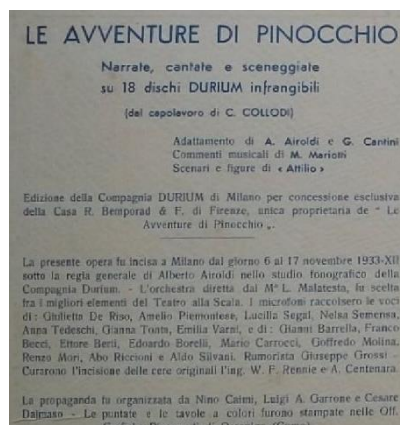 LE AVVENTURE DI PINOCCHIO
Narrate, cantate e sceneggiate
su 18 dischi DURIUM infrangibili
(dal capolavoro di C. COLLODI)
Adattamento di A. Airoldi e G. Cantini
Commenti musicali di M. Mariotti
Scenari e figure di « Attilio »
Edizione della Compagnia DURIUM di Milano per concessione esclusiva
della Casa R. Bemporad & F. di Firenze, unica proprietaria de “ Le
Avventure di Pinocchio „.
La presente opera fu incisa a Milano dal giorno 6 al 17 novembre 1933-XII
sotto la regia generale di Alberto Airoldi nello studio fonografico della
Compagnia Durium. - L'orchestra diretta dal Mº L. Malatesta, fu scelta
fra i migliori elementi del Teatro alla Scala. I microfoni raccolsero le voci
di : Giulietta De Riso, Amelia Piemontese, Lucilla Segal, Nelsa Semensa,
Anna Tedeschi, Gianna Tonta, Emilia Varni, e di : Gianni Barrella, Franco
Becci, Ettore Berti, Edoardo Borelli, Mario Carrocci, Goffredo Molina,
Renzo Mori, Abo Riccioni e Aldo Silvani. Rumorista Giuseppe Grossi -
Curarono l'incisione delle cere originali l'ing. W. F. Rennie e A. Centenara.
La propaganda fu organizzata da Nino Caimi, Luigi A. Garrone e Cesare
Dalmaso - Le puntate e le tavole a colori furono stampate nelle Off.